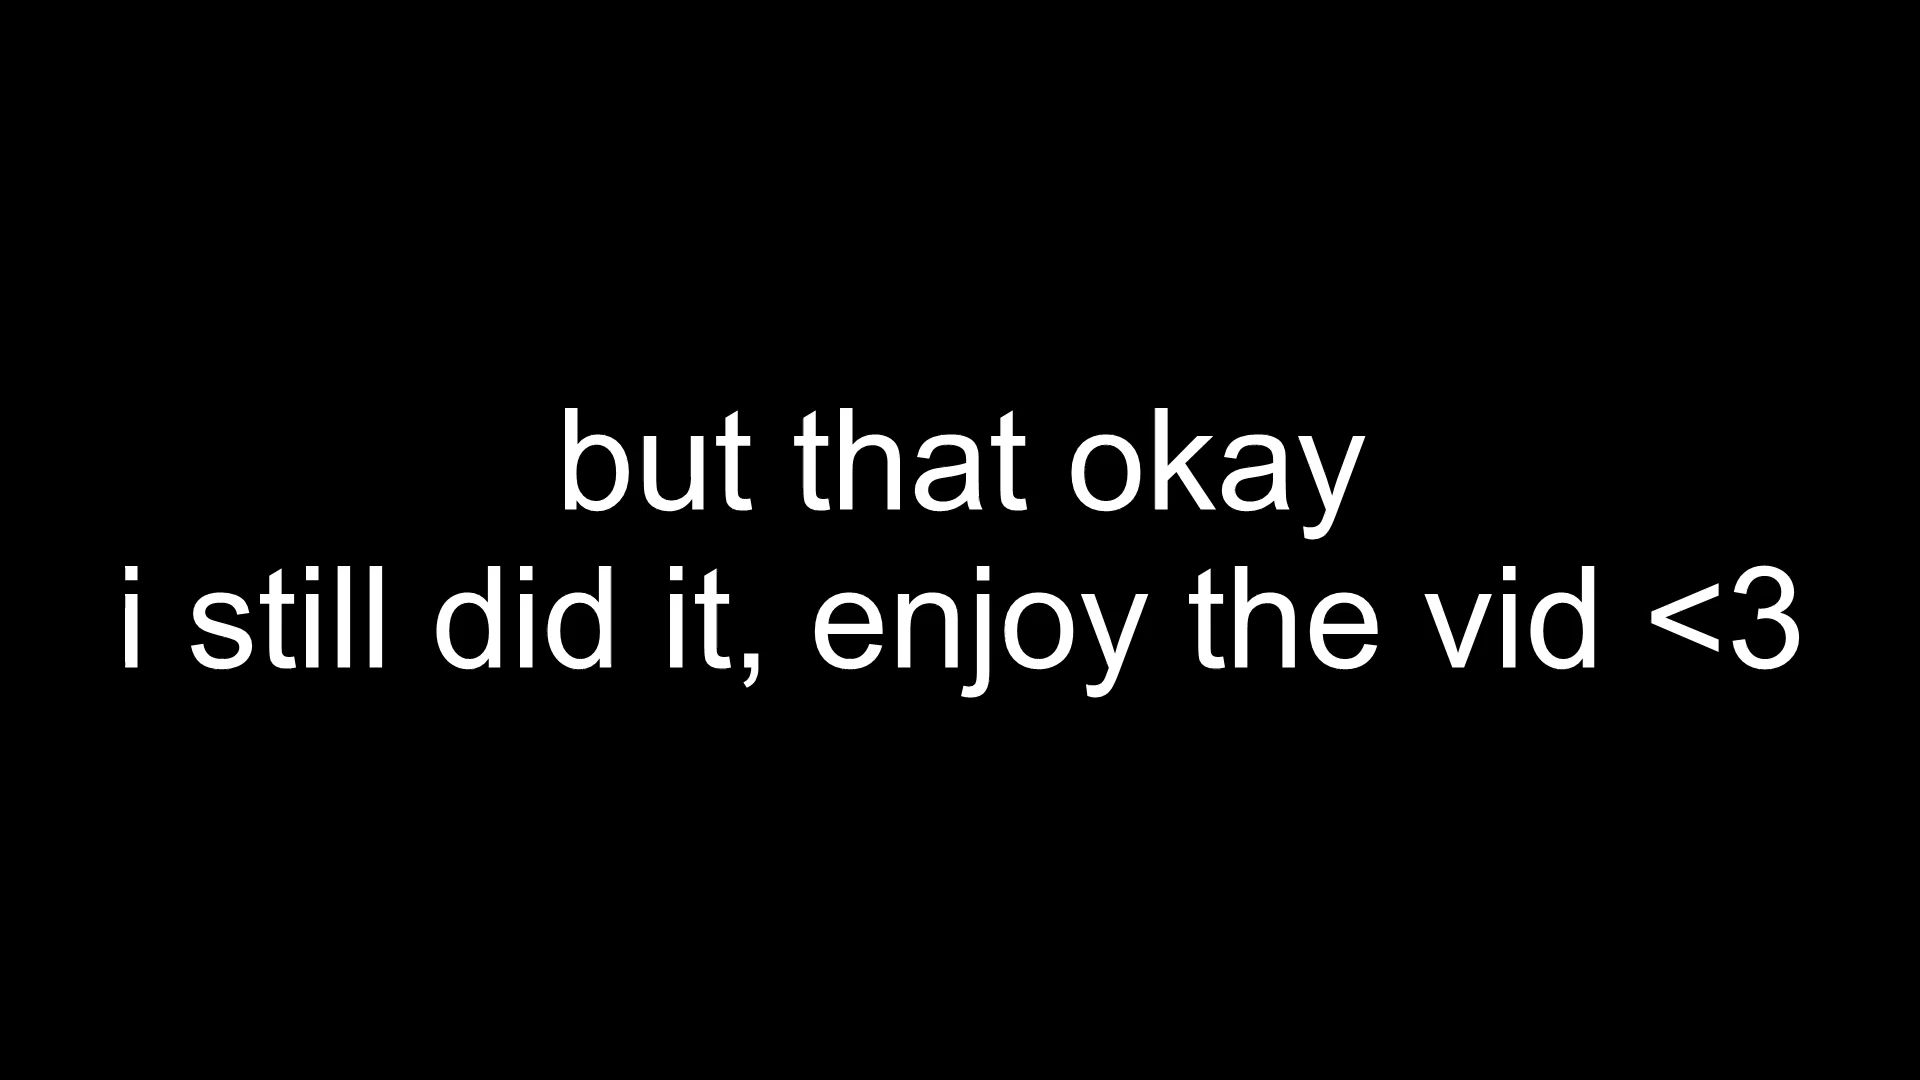 but that okay
i still did it, enjoy the vid <3